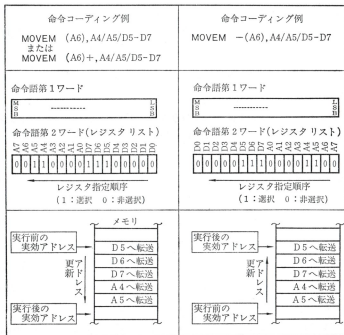 命令コーディング例
MOVEM (A6),A4/A5/D5-D7
または
MOVEM (A6)+,A4/A5/D5-D7
命令語第1ワード
MSB
LSB
命令語第2ワード(レジスタリスト)
A7 A6 A5 A4 A3 A2 A1 A0 D7 D6 D5 D4 D3 D2 D1 D0
0 0 1 1 0 0 0 0 1 1 1 0 0 0 0 0
レジスタ指定順序
(1:選択 0:非選択)
メモリ
実行前の
実効アドレス
アドレス
更新
実行後の
実効アドレス
D5へ転送
D6へ転送
D7へ転送
A4へ転送
A5へ転送
命令コーディング例
MOVEM -(A6),A4/A5/D5-D7
命令語第1ワード
MSB
LSB
命令語第2ワード(レジスタリスト)
D0 D1 D2 D3 D4 D5 D6 D7 A0 A1 A2 A3 A4 A5 A6 A7
0 0 0 0 0 1 1 1 0 0 0 0 1 1 0 0
レジスタ指定順序
(1:選択 0:非選択)
実行後の
実効アドレス
アドレス
更新
実行前の
実効アドレス
D5へ転送
D6へ転送
D7へ転送
A4へ転送
A5へ転送